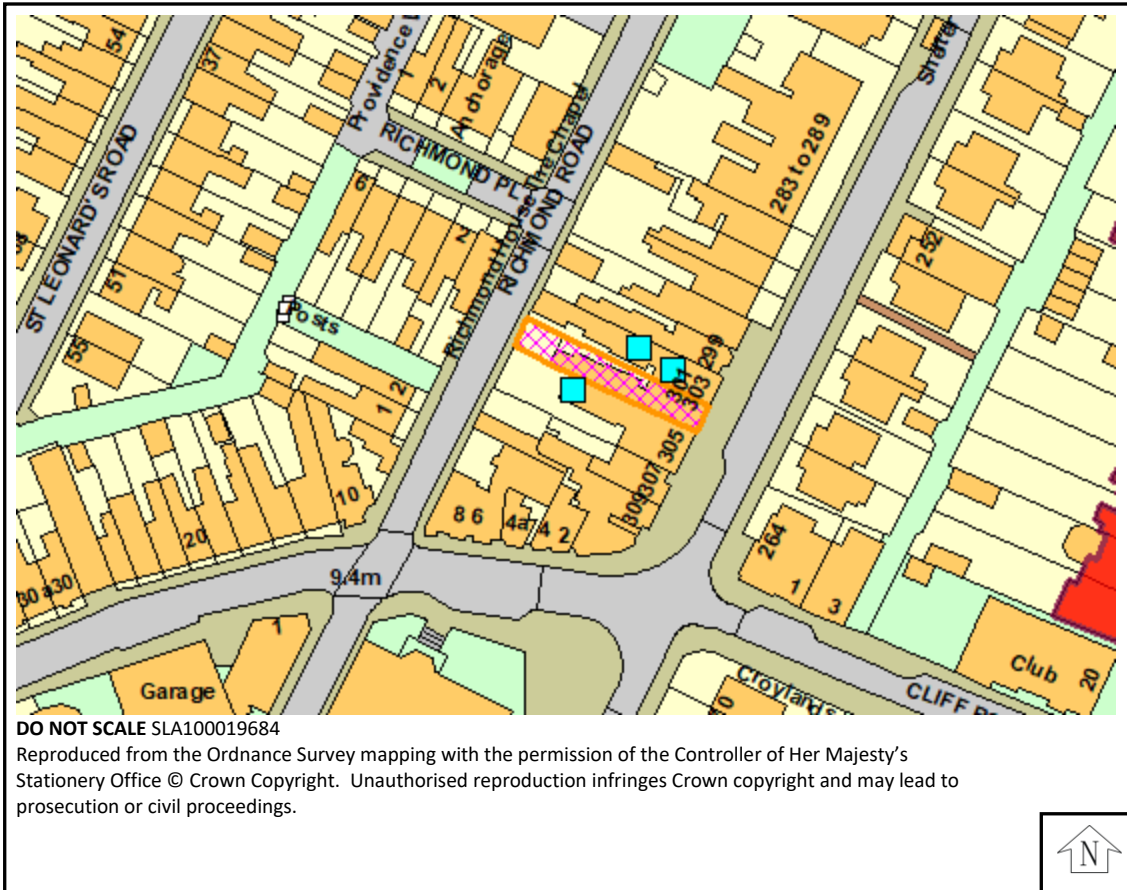 54
37
Providence
1
2
Anchorage
RICHMOND PL
Richmond House The Chapel
RICHMOND ROAD
283 to 289
ST LEONARD'S ROAD
6
2
252
51
Posts
55
1 2
299
301
303
305
307
309
8 6
4a
4
2
264
1
3
10
20
30a
30
9.4m
1
Garage
Club
20
CLIFF
DO NOT SCALE SLA100019684
Reproduced from the Ordnance Survey mapping with the permission of the Controller of Her Majesty's
Stationery Office © Crown Copyright. Unauthorised reproduction infringes Crown copyright and may lead to
prosecution or civil proceedings.
N